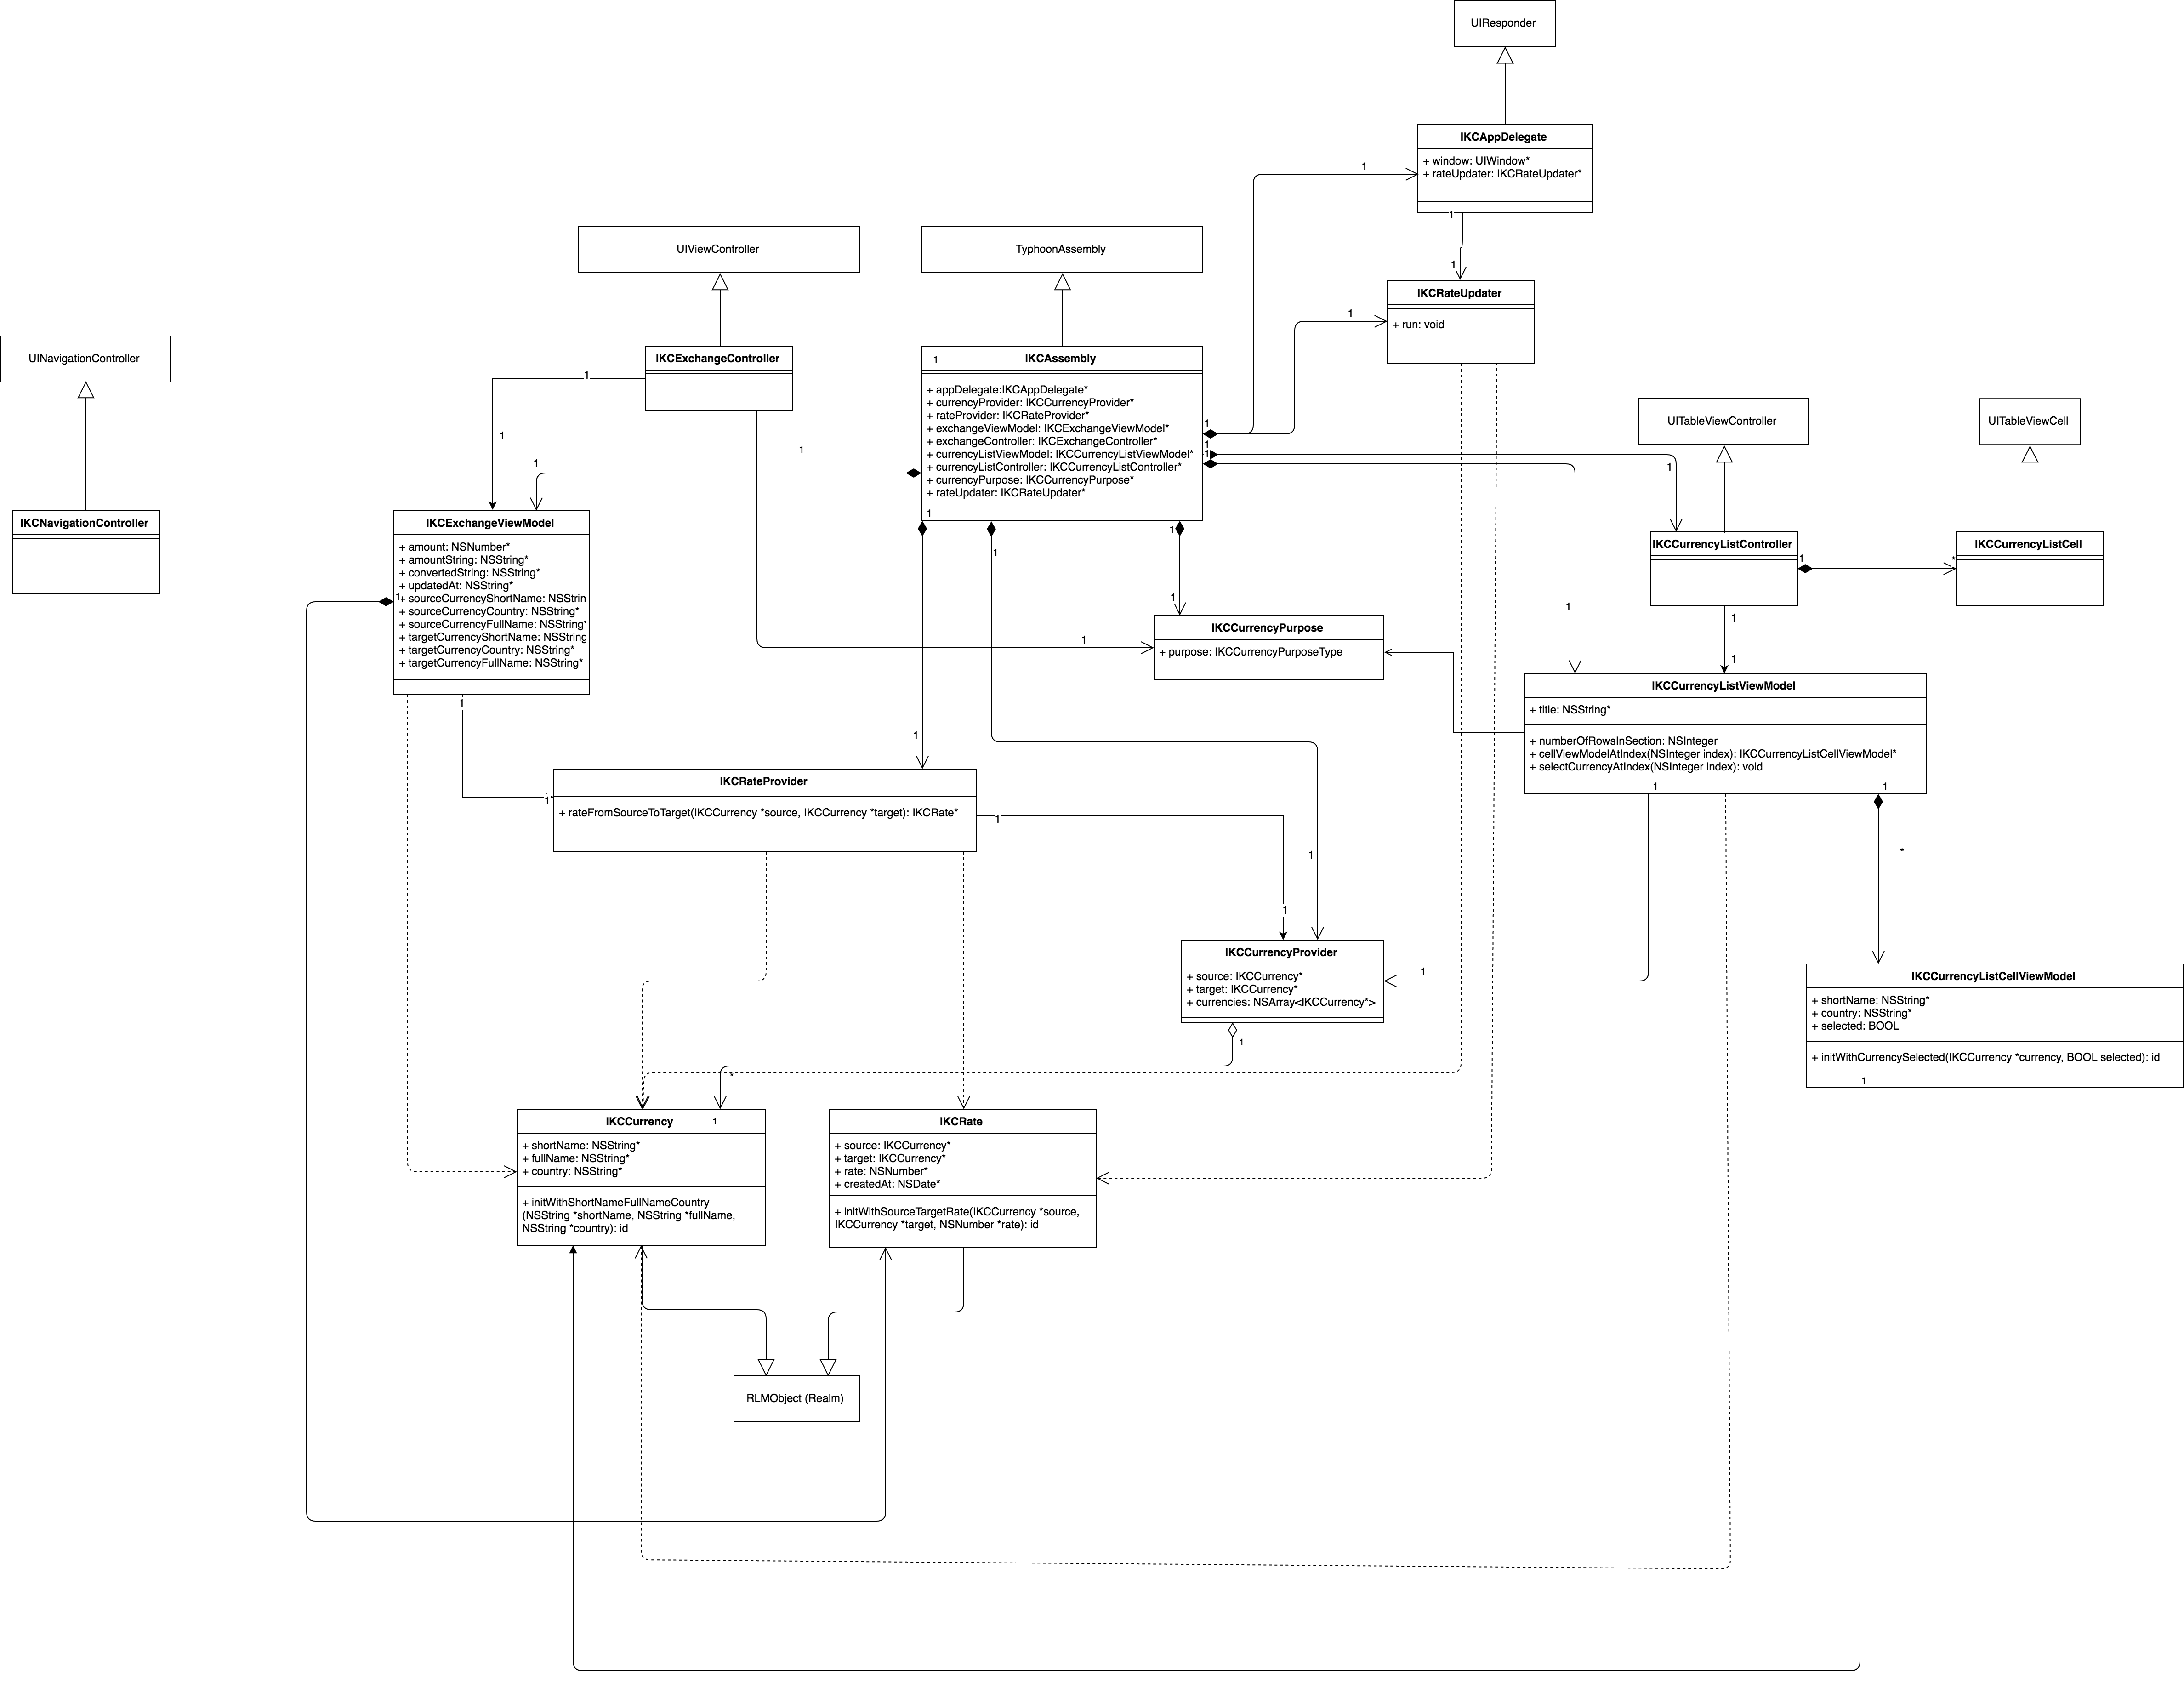 UIResponder
IKCAppDelegate
+ window: UIWindow*
+ rateUpdater: IKCRateUpdater*
1
1
1
UIViewController
TyphoonAssembly
IKCRateUpdater
+ run: void
1
UINavigationController
IKCExchangeController
1
1
1
IKCAssembly
+ appDelegate:IKCAppDelegate*
+ currencyProvider: IKCCurrencyProvider*
+ rateProvider: IKCRateProvider*
+ exchangeViewModel: IKCExchangeViewModel*
+ exchangeController: IKCExchangeController*
+ currencyListViewModel: IKCCurrencyListViewModel*
+ currencyListController: IKCCurrencyListController*
+ currencyPurpose: IKCCurrencyPurpose*
+ rateUpdater: IKCRateUpdater*
1
1
1
1
1
1
1
UITableViewController
UITableViewCell
IKCNavigationController
IKCExchangeViewModel
+ amount: NSNumber*
+ amountString: NSString*
+ convertedString: NSString*
+ updatedAt: NSString*
+ sourceCurrencyShortName: NSStrin
+ sourceCurrencyCountry: NSString*
+ sourceCurrencyFullName: NSString'
+ targetCurrencyShortName: NSString
+ targetCurrencyCountry: NSString*
+ targetCurrencyFullName: NSString*
1
1
1
1
1
1
1
IKCCurrencyListController
1
*
IKCCurrencyListCell
IKCCurrencyPurpose
+ purpose: IKCCurrencyPurposeType
1
1
1
IKCCurrencyListViewModel
+ title: NSString*
+ numberOfRowsInSection: NSInteger
+ cellViewModelAtIndex(NSInteger index): IKCCurrencyListCellViewModel*
+ selectCurrencyAtIndex(NSInteger index): void
1
1
*
1
IKCRateProvider
+ rateFromSourceToTarget(IKCCurrency *source, IKCCurrency *target): IKCRate*
1
1
1
1
1
IKCCurrencyProvider
+ source: IKCCurrency*
+ target: IKCCurrency*
+ currencies: NSArray<IKCCurrency*>
1
1
*
IKCCurrencyListCellViewModel
+ shortName: NSString*
+ country: NSString*
+ selected: BOOL
+ initWithCurrencySelected(IKCCurrency *currency, BOOL selected): id
1
IKCCurrency
1
+ shortName: NSString*
+ fullName: NSString*
+ country: NSString*
+ initWithShortNameFullNameCountry
(NSString *shortName, NSString *fullName,
NSString *country): id
IKCRate
+ source: IKCCurrency*
+ target: IKCCurrency*
+ rate: NSNumber*
+ createdAt: NSDate*
+ initWithSourceTargetRate(IKCCurrency *source,
IKCCurrency *target, NSNumber *rate): id
RLMObject (Realm)